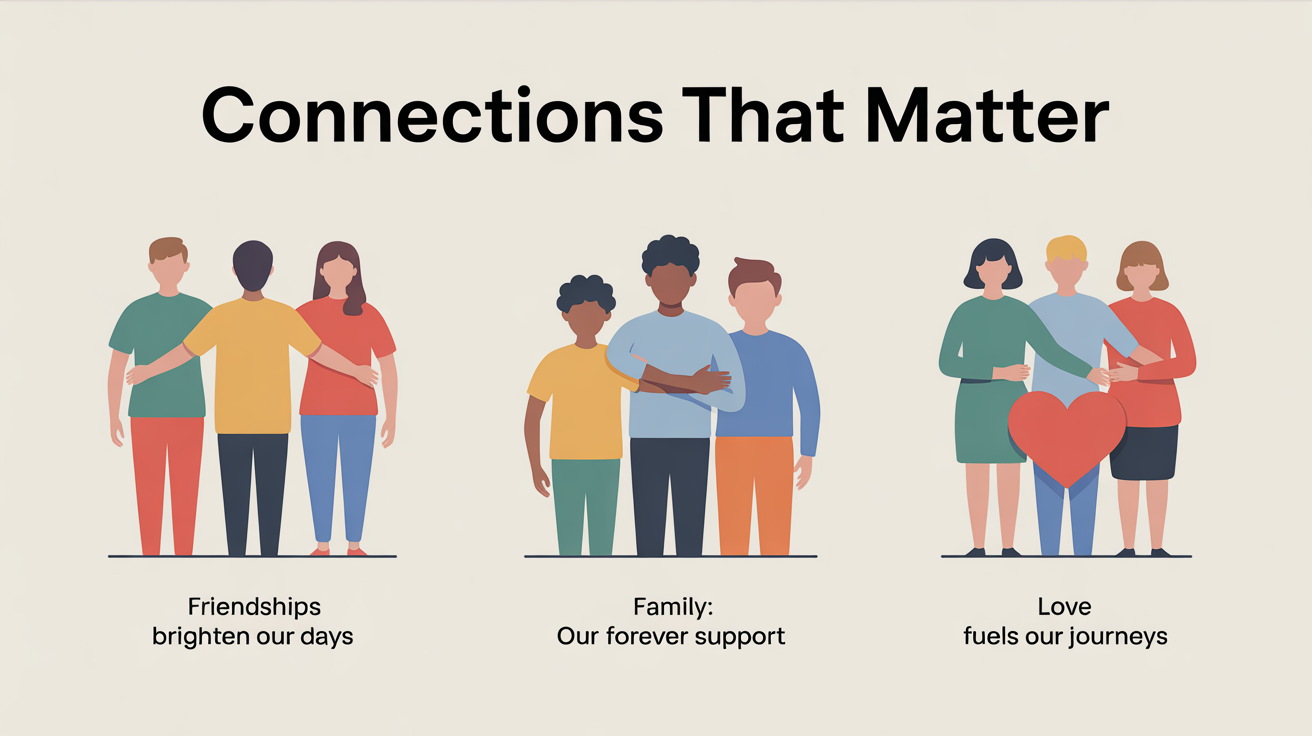 Connections That Matter
Friendships
brighten our days
Family:
Our forever support
Love
fuels our journeys